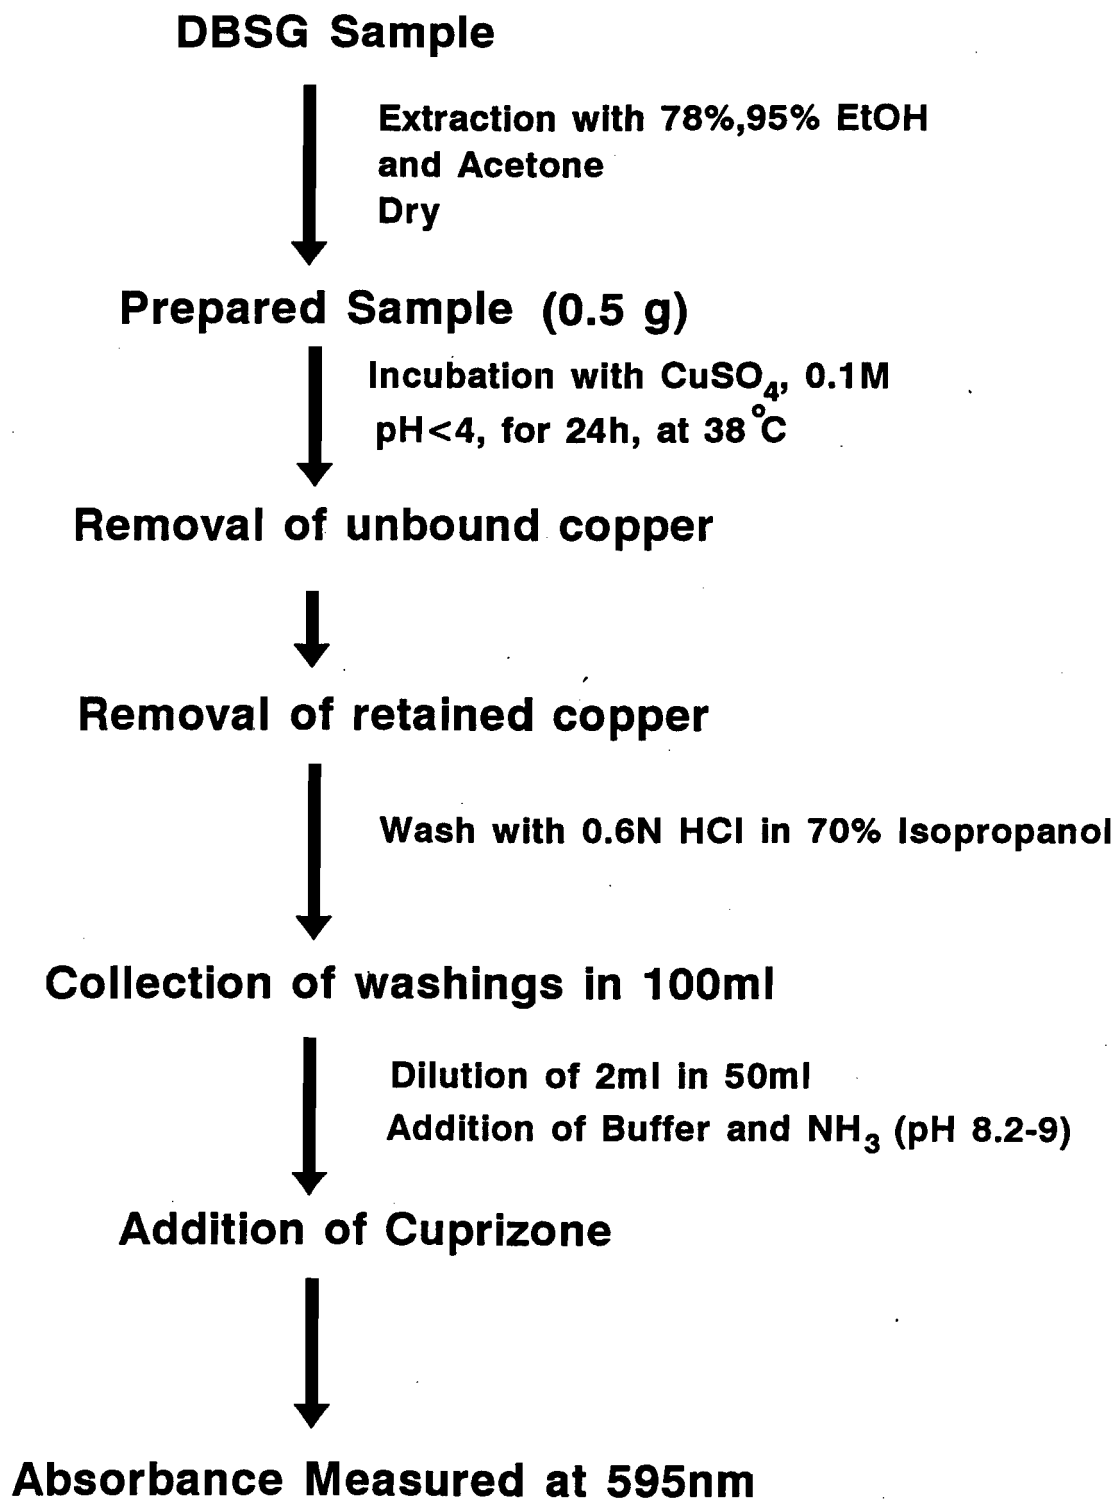 DBSG Sample
Extraction with 78%,95% EtOH
and Acetone
Dry
Prepared Sample (0.5 g)
Incubation with CuSO₄, 0.1M
pH<4, for 24h, at 38°C
Removal of unbound copper
Removal of retained copper
Wash with 0.6N HCl in 70% Isopropanol
Collection of washings in 100ml
Dilution of 2ml in 50ml
Addition of Buffer and NH₃ (pH 8.2-9)
Addition of Cuprizone
Absorbance Measured at 595nm